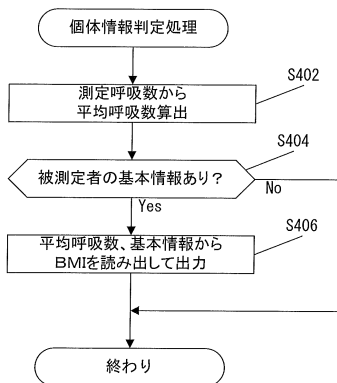 個体情報判定処理
S402
測定呼吸数から
平均呼吸数算出
S404
被測定者の基本情報あり？
No
Yes
S406
平均呼吸数、基本情報から
BMIを読み出して出力
終わり